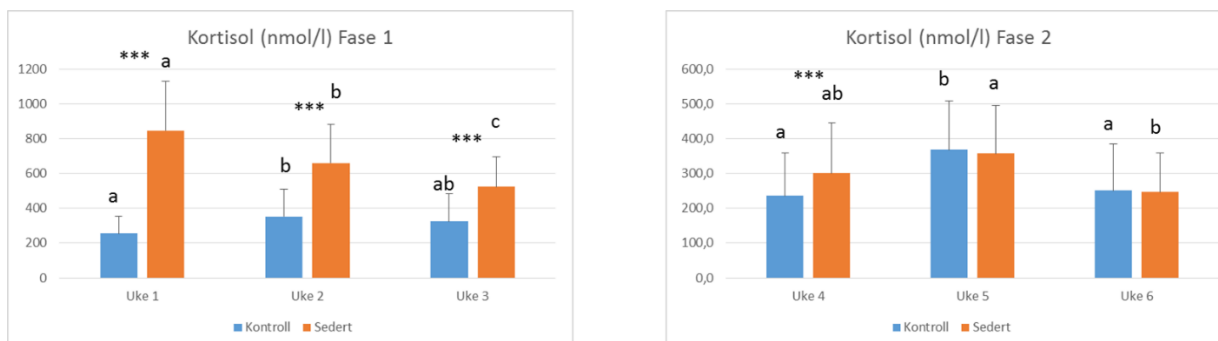 Kortisol (nmol/l) Fase 1
1200
1000
800
600
400
200
0
*** a
a
*** b
b
*** c
ab
Uke 1 Uke 2 Uke 3
Kontroll Sedert
Kortisol (nmol/l) Fase 2
600,0
500,0
400,0
300,0
200,0
100,0
0,0
***
a ab
b a
a b
Uke 4 Uke 5 Uke 6
Kontroll Sedert